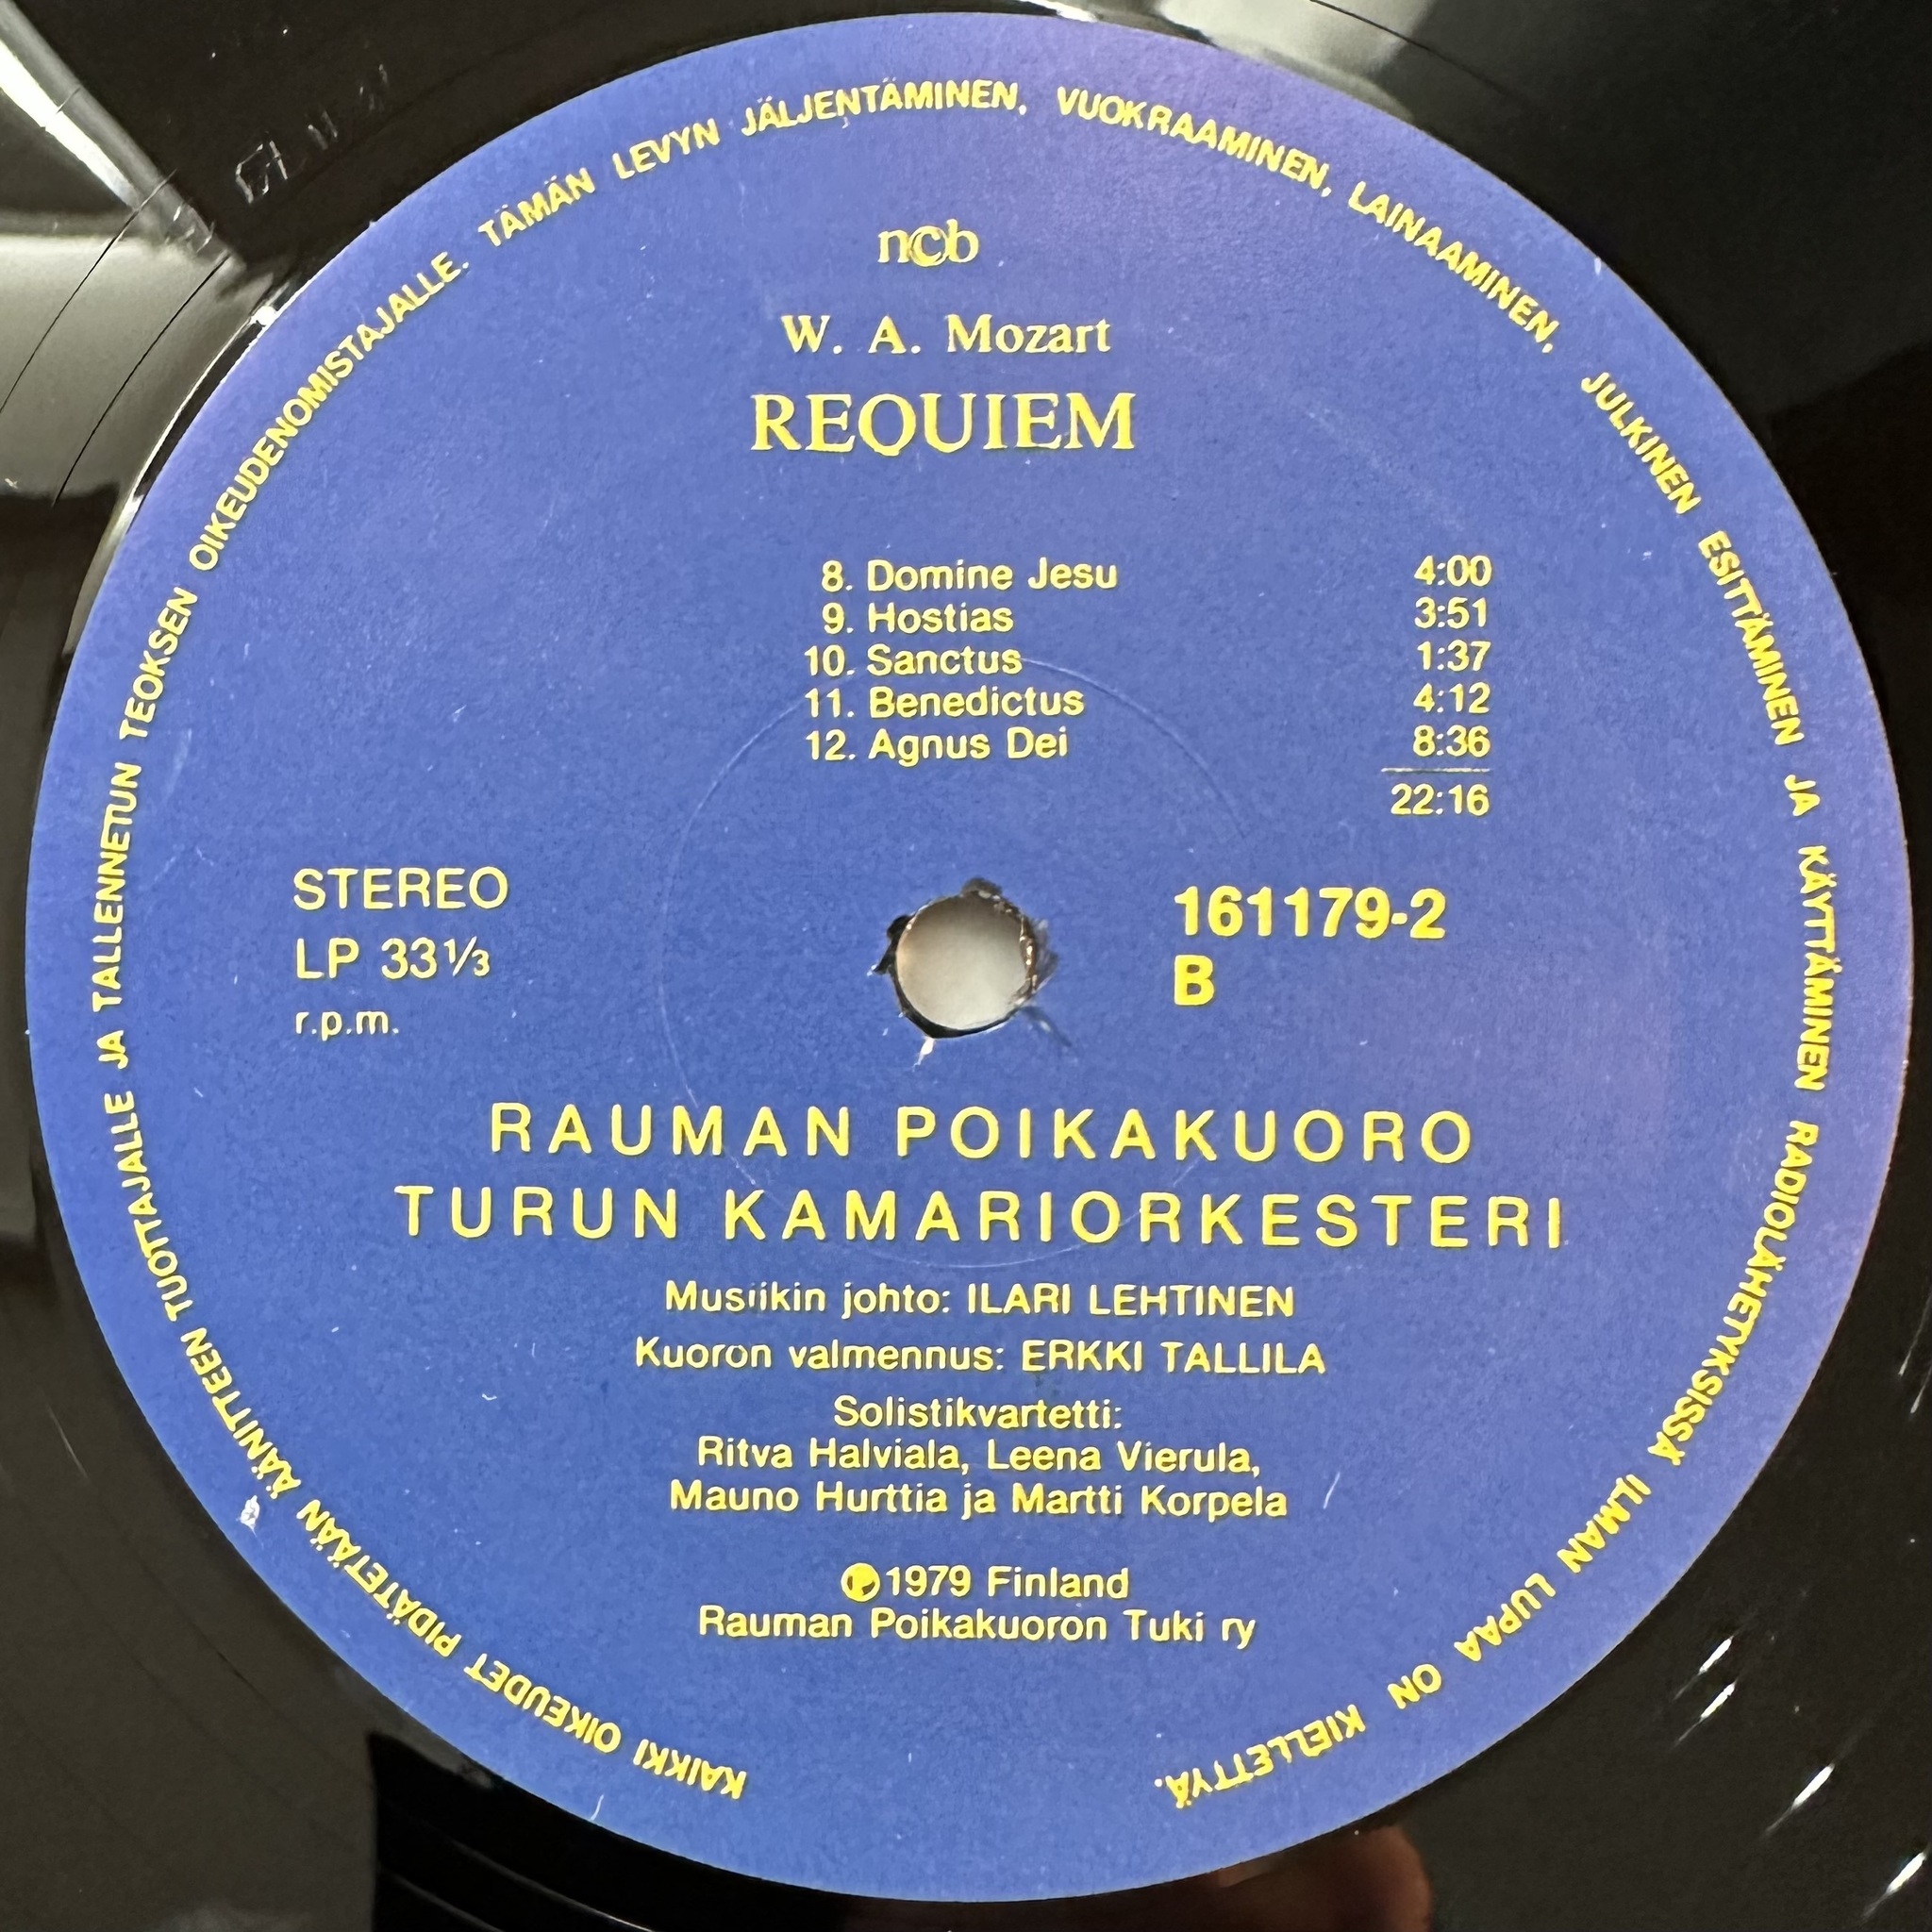 KAIKKI OIKEUDET PIDÄTETÄÄN ÄÄNITTEEN TUOTTAJALLE JA TALLENNETUN TEOKSEN OIKEUDENOMISTAJALLE. TÄMÄN LEVYN JÄLJENTÄMINEN, VUOKRAAMINEN, LAINAAMINEN, JULKINEN ESITTÄMINEN JA KÄYTTÄMINEN RADIOLÄHETYKSISSÄ ILMAN LUPAA ON KIELLETTYÄ.
ncb
W. A. Mozart
REQUIEM
8. Domine Jesu 4:00
9. Hostias 3:51
10. Sanctus 1:37
11. Benedictus 4:12
12. Agnus Dei 8:36
22:16
STEREO
LP 33⅓
r.p.m.
161179-2
B
RAUMAN POIKAKUORO
TURUN KAMARIORKESTERI
Musiikin johto: ILARI LEHTINEN
Kuoron valmennus: ERKKI TALLILA
Solistikvartetti:
Ritva Halviala, Leena Vierula,
Mauno Hurttia ja Martti Korpela
℗1979 Finland
Rauman Poikakuoron Tuki ry